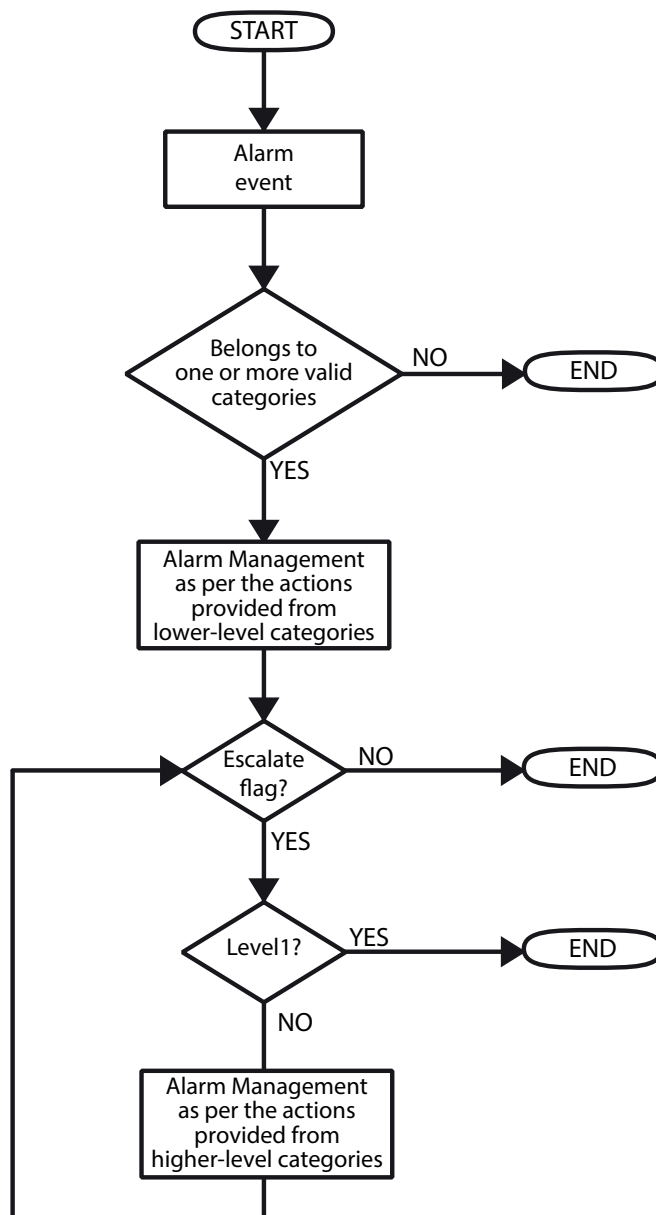 START
Alarm
event
Belongs to
one or more valid
categories
NO
END
YES
Alarm Management
as per the actions
provided from
lower-level categories
Escalate
flag?
NO
END
YES
Level1?
YES
END
NO
Alarm Management
as per the actions
provided from
higher-level categories